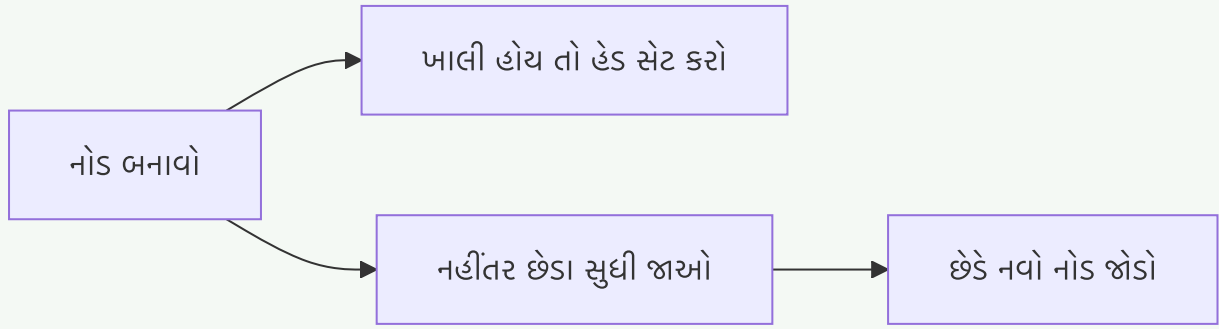 નોડ બનાવો
ખાલી હોય તો હેડ સેટ કરો
નહીંતર છેડા સુધી જાઓ
છેડે નવો નોડ જોડો